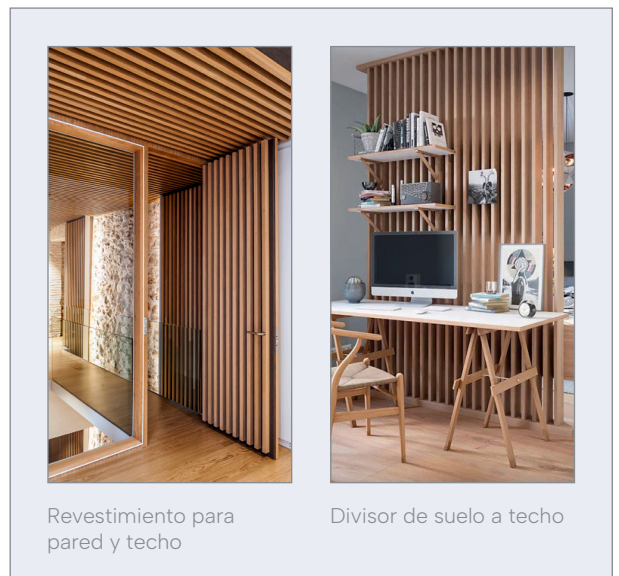 Revestimiento para
pared y techo
Divisor de suelo a techo